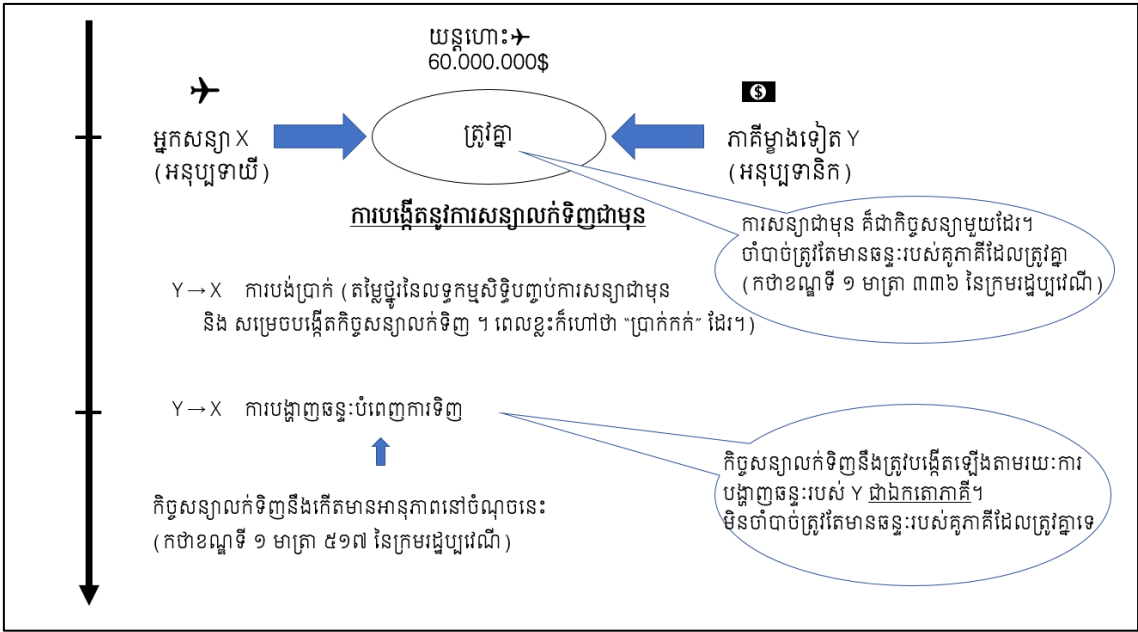 យន្តហោះ✈
60.000.000$
អ្នកសន្យា X
(អនុប្បទាយី)
ត្រូវគ្នា
ភាគីម្ខាងទៀត Y
(អនុប្បទានិក)
ការបង្កើតនូវការសន្យាលក់ទិញជាមុន
ការសន្យាជាមុន គឺជាកិច្ចសន្យាមួយដែរ។
ចាំបាច់ត្រូវតែមានឆន្ទៈរបស់គូភាគីដែលត្រូវគ្នា
(កថាខណ្ឌទី ១ មាត្រា ៣៣៦ នៃក្រមរដ្ឋប្បវេណី)
Y→X ការបង់ប្រាក់ (តម្លៃថ្នូរនៃលទ្ធកម្មសិទ្ធិបញ្ចប់ការសន្យាជាមុន
និង សម្រេចបង្កើតកិច្ចសន្យាលក់ទិញ ។ ពេលខ្លះក៏ហៅថា “ប្រាក់កក់” ដែរ។)
Y→X ការបង្ហាញឆន្ទៈបំពេញការទិញ
កិច្ចសន្យាលក់ទិញនឹងកើតមានអានុភាពនៅចំណុចនេះ
(កថាខណ្ឌទី ១ មាត្រា ៥១៧ នៃក្រមរដ្ឋប្បវេណី)
កិច្ចសន្យាលក់ទិញនឹងត្រូវបង្កើតឡើងតាមរយៈការ
បង្ហាញឆន្ទៈរបស់ Y ជាឯកតោភាគី។
មិនចាំបាច់ត្រូវតែមានឆន្ទៈរបស់គូភាគីដែលត្រូវគ្នាទេ